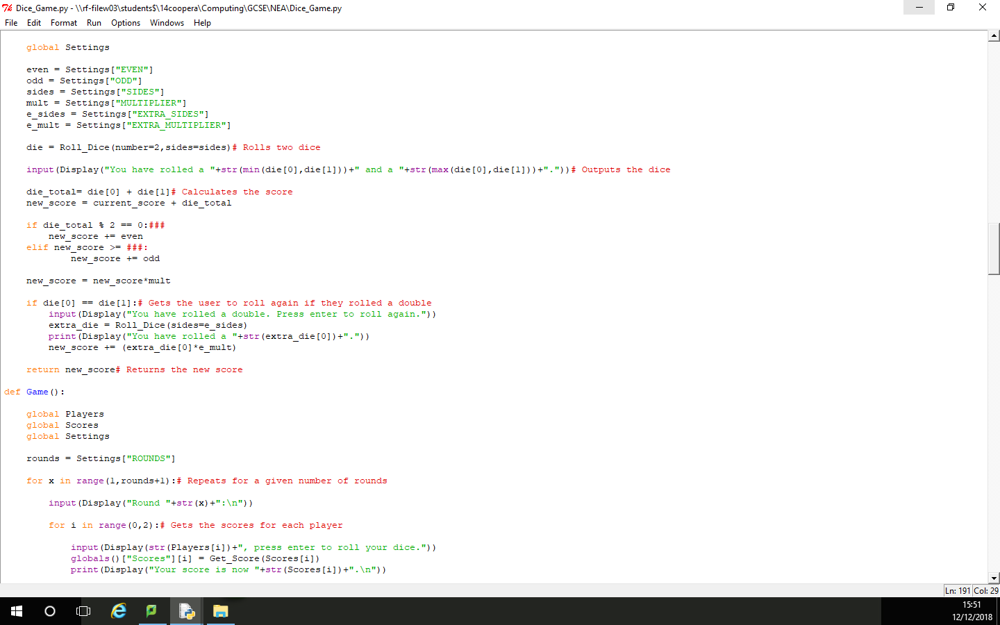 Dice_Game.py - \\rf-filew03\students$\14coopera\Computing\GCSE\NEA\Dice_Game.py
File Edit Format Run Options Windows Help
global Settings
even = Settings["EVEN"]
odd = Settings["ODD"]
sides = Settings["SIDES"]
mult = Settings["MULTIPLIER"]
e_sides = Settings["EXTRA_SIDES"]
e_mult = Settings["EXTRA_MULTIPLIER"]
die = Roll_Dice(number=2,sides=sides)# Rolls two dice
input(Display("You have rolled a "+str(min(die[0],die[1]))+" and a "+str(max(die[0],die[1]))+"."))# Outputs the dice
die_total= die[0] + die[1]# Calculates the score
new_score = current_score + die_total
if die_total % 2 == 0:###
new_score += even
elif new_score >= ###:
new_score += odd
new_score = new_score*mult
if die[0] == die[1]:# Gets the user to roll again if they rolled a double
input(Display("You have rolled a double. Press enter to roll again."))
extra_die = Roll_Dice(sides=e_sides)
print(Display("You have rolled a "+str(extra_die[0])+"."))
new_score += (extra_die[0]*e_mult)
return new_score# Returns the new score
def Game():
global Players
global Scores
global Settings
rounds = Settings["ROUNDS"]
for x in range(1,rounds+1):# Repeats for a given number of rounds
input(Display("Round "+str(x)+":\n"))
for i in range(0,2):# Gets the scores for each player
input(Display(str(Players[i])+", press enter to roll your dice."))
globals()["Scores"][i] = Get_Score(Scores[i])
print(Display("Your score is now "+str(Scores[i])+".\n"))
Ln: 191 Col: 29
15:51
12/12/2018